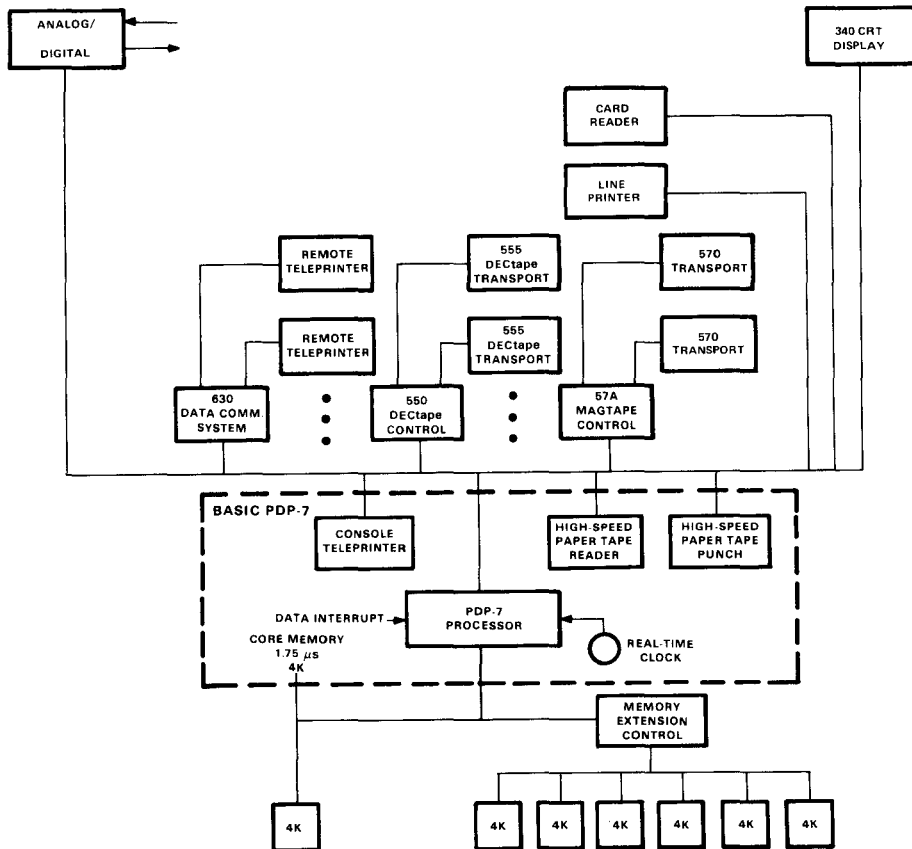 ANALOG/
DIGITAL
340 CRT
DISPLAY
CARD
READER
LINE
PRINTER
REMOTE
TELEPRINTER
555
DECtape
TRANSPORT
570
TRANSPORT
REMOTE
TELEPRINTER
555
DECtape
TRANSPORT
570
TRANSPORT
630
DATA COMM.
SYSTEM
550
DECtape
CONTROL
57A
MAGTAPE
CONTROL
BASIC PDP-7
CONSOLE
TELEPRINTER
HIGH-SPEED
PAPER TAPE
READER
HIGH-SPEED
PAPER TAPE
PUNCH
DATA INTERRUPT
PDP-7
PROCESSOR
CORE MEMORY
1.75 μs
4K
REAL-TIME
CLOCK
MEMORY
EXTENSION
CONTROL
4K
4K
4K
4K
4K
4K
4K